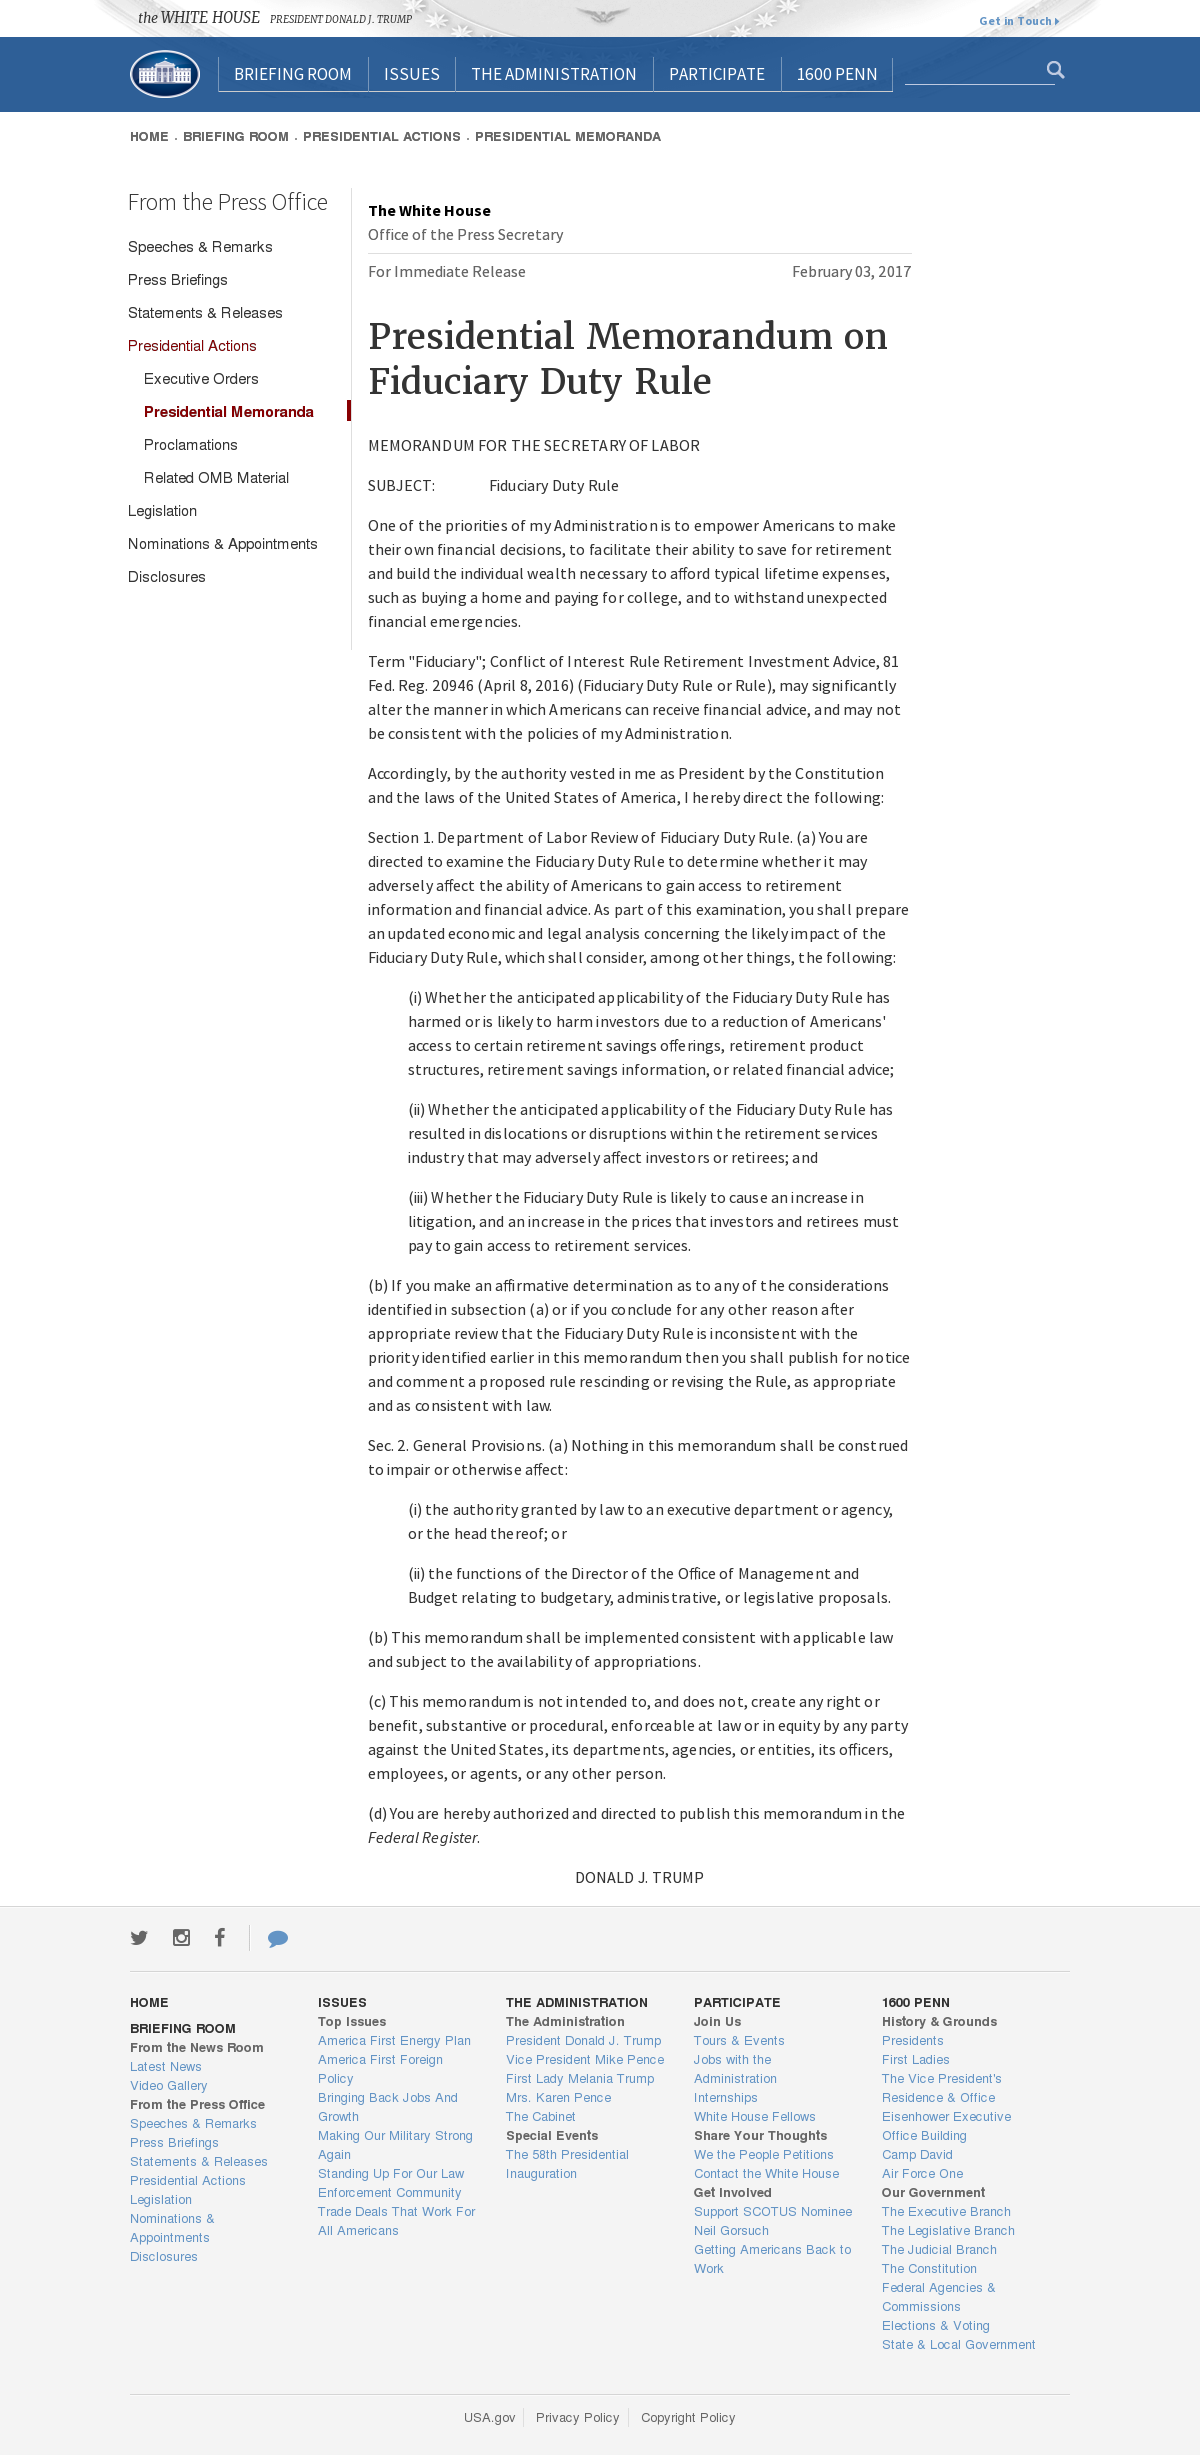 the WHITE HOUSE PRESIDENT DONALD J. TRUMP
Get in Touch
BRIEFING ROOM
ISSUES
THE ADMINISTRATION
PARTICIPATE
1600 PENN
HOME · BRIEFING ROOM · PRESIDENTIAL ACTIONS · PRESIDENTIAL MEMORANDA
From the Press Office
Speeches & Remarks
Press Briefings
Statements & Releases
Presidential Actions
Executive Orders
Presidential Memoranda
Proclamations
Related OMB Material
Legislation
Nominations & Appointments
Disclosures
The White House
Office of the Press Secretary
For Immediate Release February 03, 2017
Presidential Memorandum on
Fiduciary Duty Rule
MEMORANDUM FOR THE SECRETARY OF LABOR
SUBJECT: Fiduciary Duty Rule
One of the priorities of my Administration is to empower Americans to make
their own financial decisions, to facilitate their ability to save for retirement
and build the individual wealth necessary to afford typical lifetime expenses,
such as buying a home and paying for college, and to withstand unexpected
financial emergencies.
Term "Fiduciary"; Conflict of Interest Rule Retirement Investment Advice, 81
Fed. Reg. 20946 (April 8, 2016) (Fiduciary Duty Rule or Rule), may significantly
alter the manner in which Americans can receive financial advice, and may not
be consistent with the policies of my Administration.
Accordingly, by the authority vested in me as President by the Constitution
and the laws of the United States of America, I hereby direct the following:
Section 1. Department of Labor Review of Fiduciary Duty Rule. (a) You are
directed to examine the Fiduciary Duty Rule to determine whether it may
adversely affect the ability of Americans to gain access to retirement
information and financial advice. As part of this examination, you shall prepare
an updated economic and legal analysis concerning the likely impact of the
Fiduciary Duty Rule, which shall consider, among other things, the following:
(i) Whether the anticipated applicability of the Fiduciary Duty Rule has
harmed or is likely to harm investors due to a reduction of Americans'
access to certain retirement savings offerings, retirement product
structures, retirement savings information, or related financial advice;
(ii) Whether the anticipated applicability of the Fiduciary Duty Rule has
resulted in dislocations or disruptions within the retirement services
industry that may adversely affect investors or retirees; and
(iii) Whether the Fiduciary Duty Rule is likely to cause an increase in
litigation, and an increase in the prices that investors and retirees must
pay to gain access to retirement services.
(b) If you make an affirmative determination as to any of the considerations
identified in subsection (a) or if you conclude for any other reason after
appropriate review that the Fiduciary Duty Rule is inconsistent with the
priority identified earlier in this memorandum then you shall publish for notice
and comment a proposed rule rescinding or revising the Rule, as appropriate
and as consistent with law.
Sec. 2. General Provisions. (a) Nothing in this memorandum shall be construed
to impair or otherwise affect:
(i) the authority granted by law to an executive department or agency,
or the head thereof; or
(ii) the functions of the Director of the Office of Management and
Budget relating to budgetary, administrative, or legislative proposals.
(b) This memorandum shall be implemented consistent with applicable law
and subject to the availability of appropriations.
(c) This memorandum is not intended to, and does not, create any right or
benefit, substantive or procedural, enforceable at law or in equity by any party
against the United States, its departments, agencies, or entities, its officers,
employees, or agents, or any other person.
(d) You are hereby authorized and directed to publish this memorandum in the
Federal Register.
DONALD J. TRUMP
HOME
BRIEFING ROOM
From the News Room
Latest News
Video Gallery
From the Press Office
Speeches & Remarks
Press Briefings
Statements & Releases
Presidential Actions
Legislation
Nominations &
Appointments
Disclosures
ISSUES
Top Issues
America First Energy Plan
America First Foreign
Policy
Bringing Back Jobs And
Growth
Making Our Military Strong
Again
Standing Up For Our Law
Enforcement Community
Trade Deals That Work For
All Americans
THE ADMINISTRATION
The Administration
President Donald J. Trump
Vice President Mike Pence
First Lady Melania Trump
Mrs. Karen Pence
The Cabinet
Special Events
The 58th Presidential
Inauguration
PARTICIPATE
Join Us
Tours & Events
Jobs with the
Administration
Internships
White House Fellows
Share Your Thoughts
We the People Petitions
Contact the White House
Get Involved
Support SCOTUS Nominee
Neil Gorsuch
Getting Americans Back to
Work
1600 PENN
History & Grounds
Presidents
First Ladies
The Vice President's
Residence & Office
Eisenhower Executive
Office Building
Camp David
Air Force One
Our Government
The Executive Branch
The Legislative Branch
The Judicial Branch
The Constitution
Federal Agencies &
Commissions
Elections & Voting
State & Local Government
USA.gov
Privacy Policy
Copyright Policy